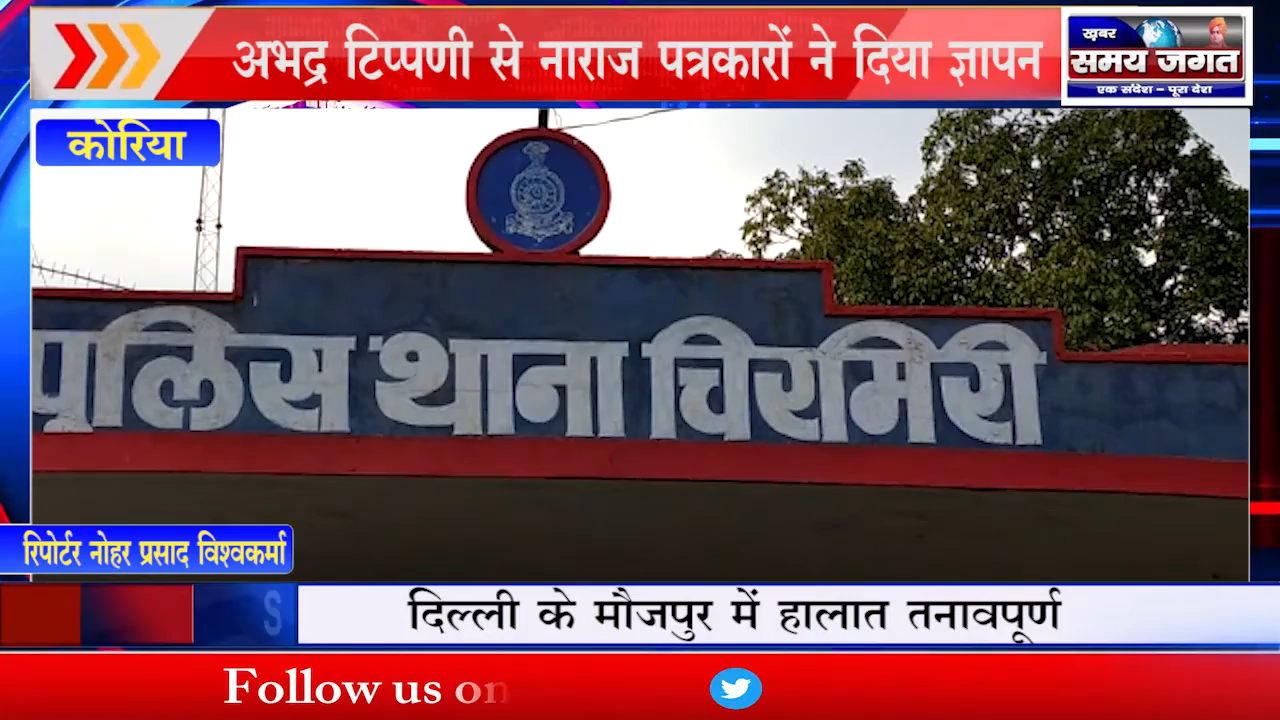 अभद्र टिप्पणी से नाराज पत्रकारों ने दिया ज्ञापन
ख़बर
समय जगत
एक संदेश - पूरा देश
कोरिया
पुलिस थाना चिरमिरी
रिपोर्टर नोहर प्रसाद विश्वकर्मा
S
दिल्ली के मौजपुर में हालात तनावपूर्ण
Follow us on